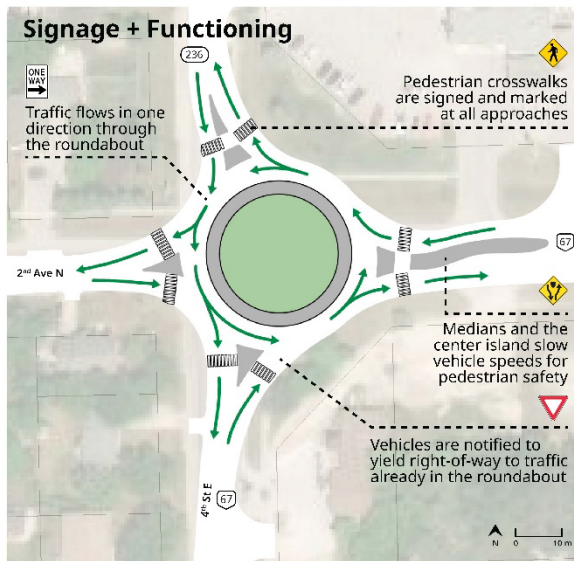 Signage + Functioning
236
ONE
WAY
Traffic flows in one
direction through
the roundabout
Pedestrian crosswalks
are signed and marked
at all approaches
67
2nd Ave N
Medians and the
center island slow
vehicle speeds for
pedestrian safety
Vehicles are notified to
yield right-of-way to traffic
already in the roundabout
4th St E
67
N
0 10 m